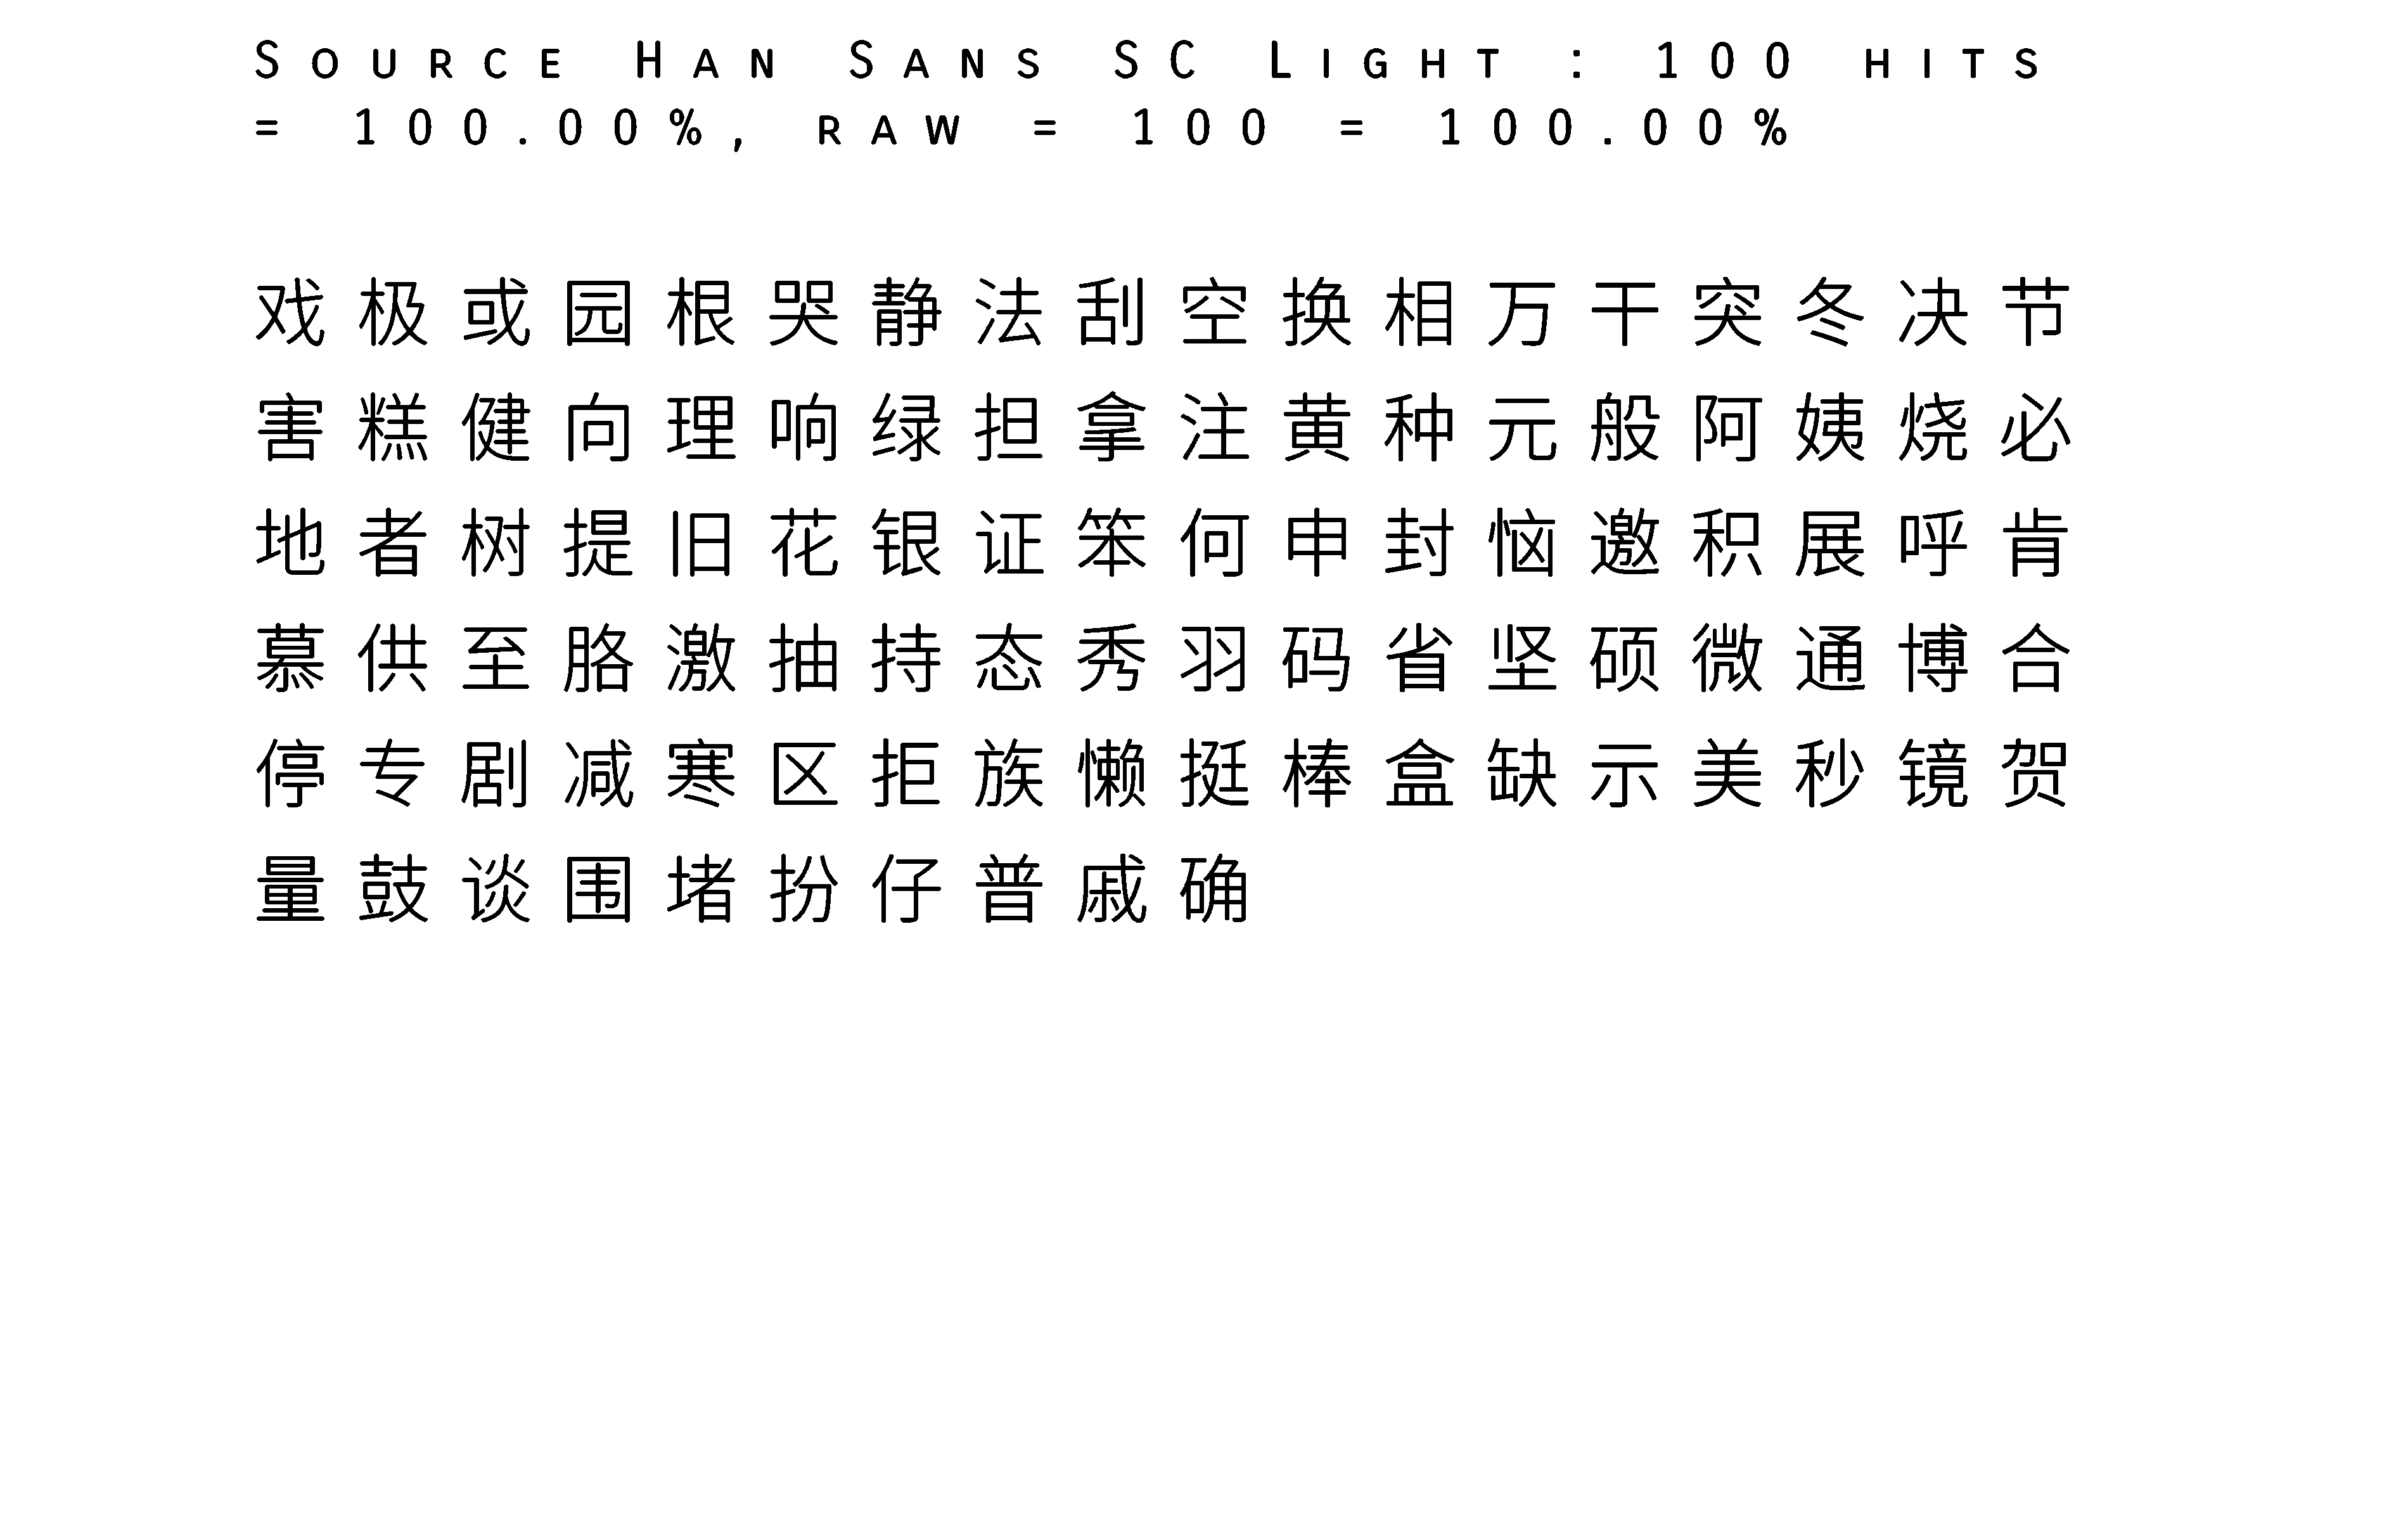 Source Han Sans SC Light : 100 hits
= 100.00%, raw = 100 = 100.00%
戏极或园根哭静法刮空换相万干突冬决节
害糕健向理响绿担拿注黄种元般阿姨烧必
地者树提旧花银证笨何申封恼邀积展呼肯
慕供至胳激抽持态秀羽码省坚硕微通博合
停专剧减寒区拒族懒挺棒盒缺示美秒镜贺
量鼓谈围堵扮仔普戚确